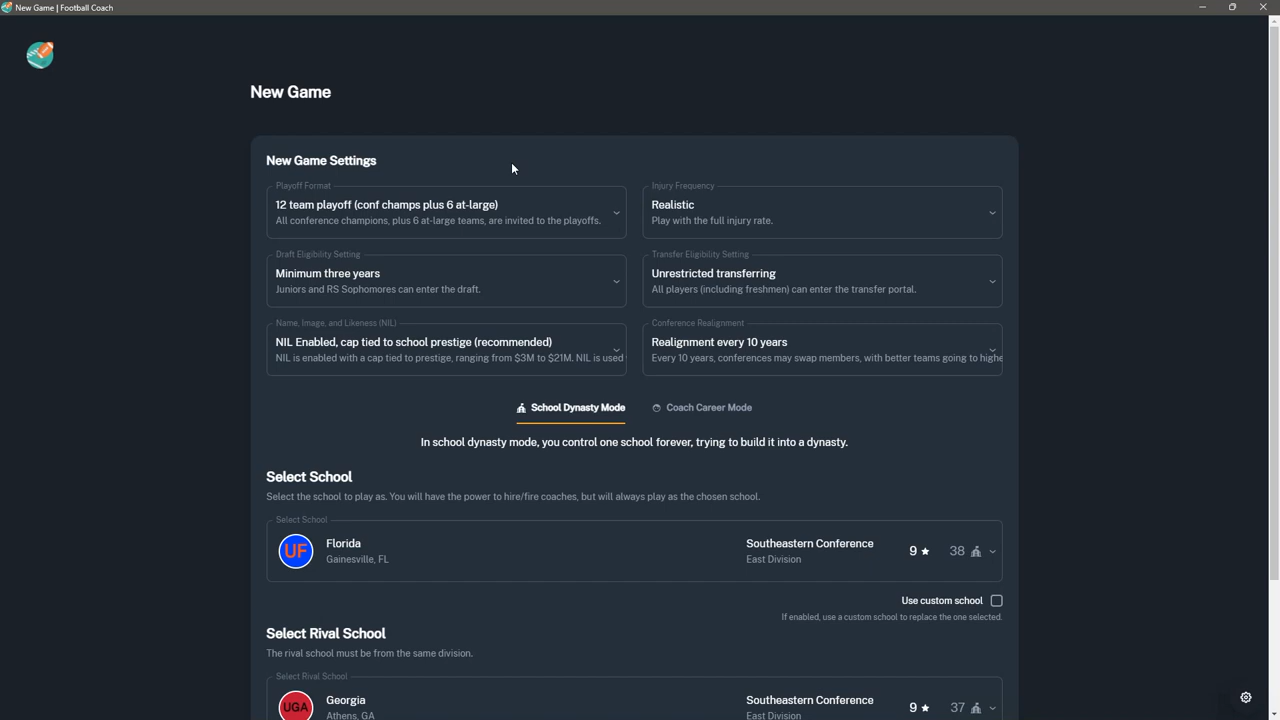 New Game | Football Coach
New Game
New Game Settings
Playoff Format
12 team playoff (conf champs plus 6 at-large)
All conference champions, plus 6 at-large teams, are invited to the playoffs.
Injury Frequency
Realistic
Play with the full injury rate.
Draft Eligibility Setting
Minimum three years
Juniors and RS Sophomores can enter the draft.
Transfer Eligibility Setting
Unrestricted transferring
All players (including freshmen) can enter the transfer portal.
Name, Image, and Likeness (NIL)
NIL Enabled, cap tied to school prestige (recommended)
NIL is enabled with a cap tied to prestige, ranging from $3M to $21M. NIL is used
Conference Realignment
Realignment every 10 years
Every 10 years, conferences may swap members, with better teams going to highe
School Dynasty Mode
Coach Career Mode
In school dynasty mode, you control one school forever, trying to build it into a dynasty.
Select School
Select the school to play as. You will have the power to hire/fire coaches, but will always play as the chosen school.
Select School
UF
Florida
Gainesville, FL
Southeastern Conference
East Division
9
38
Use custom school
If enabled, use a custom school to replace the one selected.
Select Rival School
The rival school must be from the same division.
Select Rival School
UGA
Georgia
Athens, GA
Southeastern Conference
East Division
9
37